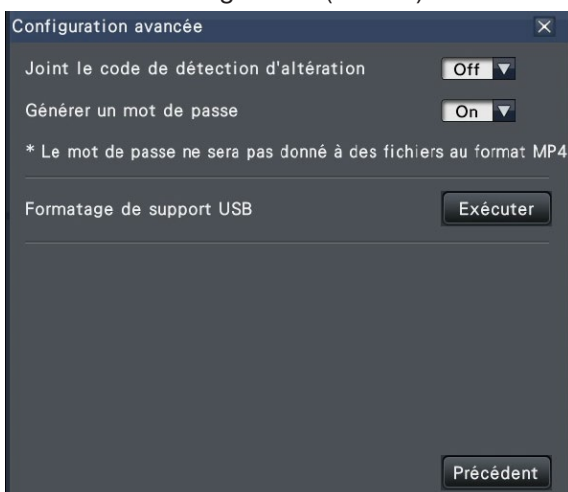 Configuration avancée
Joint le code de détection d'altération Off
Générer un mot de passe On
* Le mot de passe ne sera pas donné à des fichiers au format MP4
Formatage de support USB Exécuter
Précédent